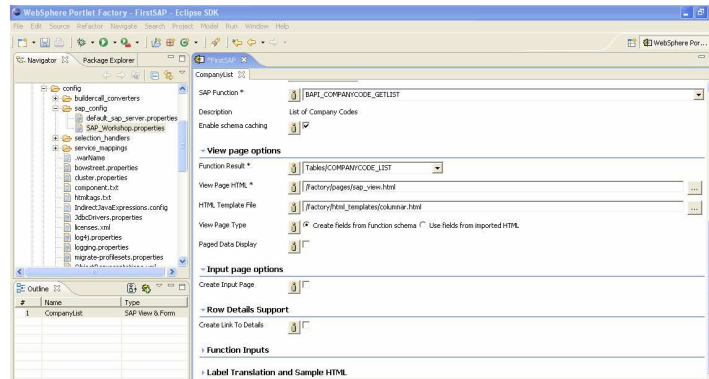 WebSphere Portlet Factory - FirstSAP - Eclipse SDK
File Edit Source Refactor Navigate Search Project Model Run Window Help
WebSphere Por...
Navigator Package Explorer
*FirstSAP
CompanyList
config
buildercall_converters
sap_config
default_sap_server.properties
SAP_Workshop.properties
selection_handlers
service_mappings
.warName
bowstreet.properties
cluster.properties
component.txt
htmltags.txt
IndirectJavaExpressions.config
JdbcDrivers.properties
licenses.xml
log4j.properties
logging.properties
migrate-profilesets.properties
SAP Function * BAPI_COMPANYCODE_GETLIST
Description List of Company Codes
Enable schema caching
View page options
Function Result * Tables/COMPANYCODE_LIST
View Page HTML * /factory/pages/sap_view.html ...
HTML Template File /factory/html_templates/columnar.html ...
View Page Type Create fields from function schema Use fields from imported HTML
Paged Data Display
Input page options
Create Input Page
Row Details Support
Create Link To Details
Function Inputs
Label Translation and Sample HTML
Outline
# Name Type
1 CompanyList SAP View & Form